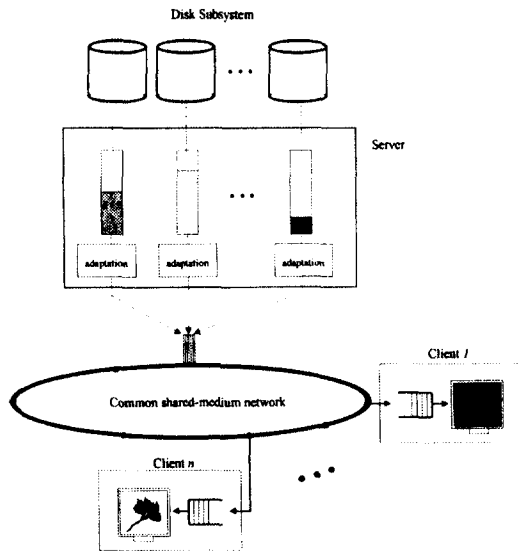 Disk Subsystem
Server
adaptation
adaptation
adaptation
Client 1
Common shared-medium network
Client n